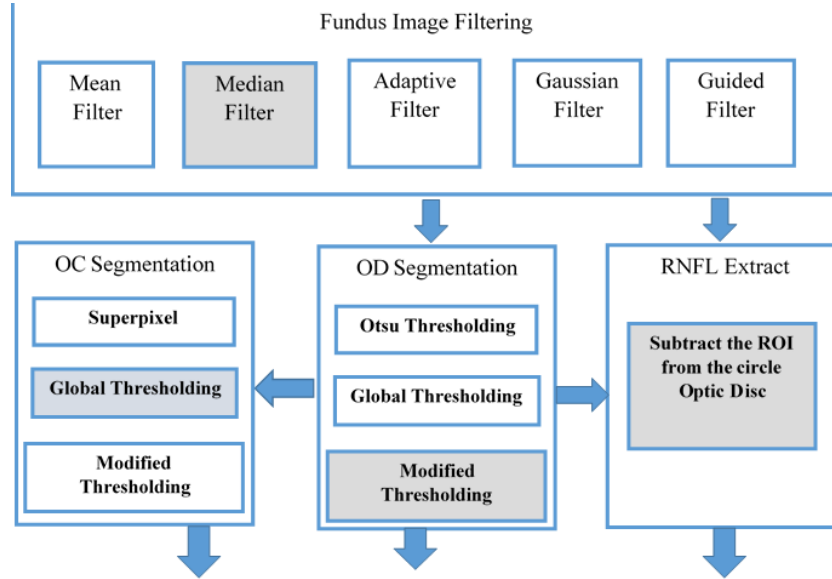 Fundus Image Filtering
Mean
Filter
Median
Filter
Adaptive
Filter
Gaussian
Filter
Guided
Filter
OC Segmentation
Superpixel
Global Thresholding
Modified
Thresholding
OD Segmentation
Otsu Thresholding
Global Thresholding
Modified
Thresholding
RNFL Extract
Subtract the ROI
from the circle
Optic Disc